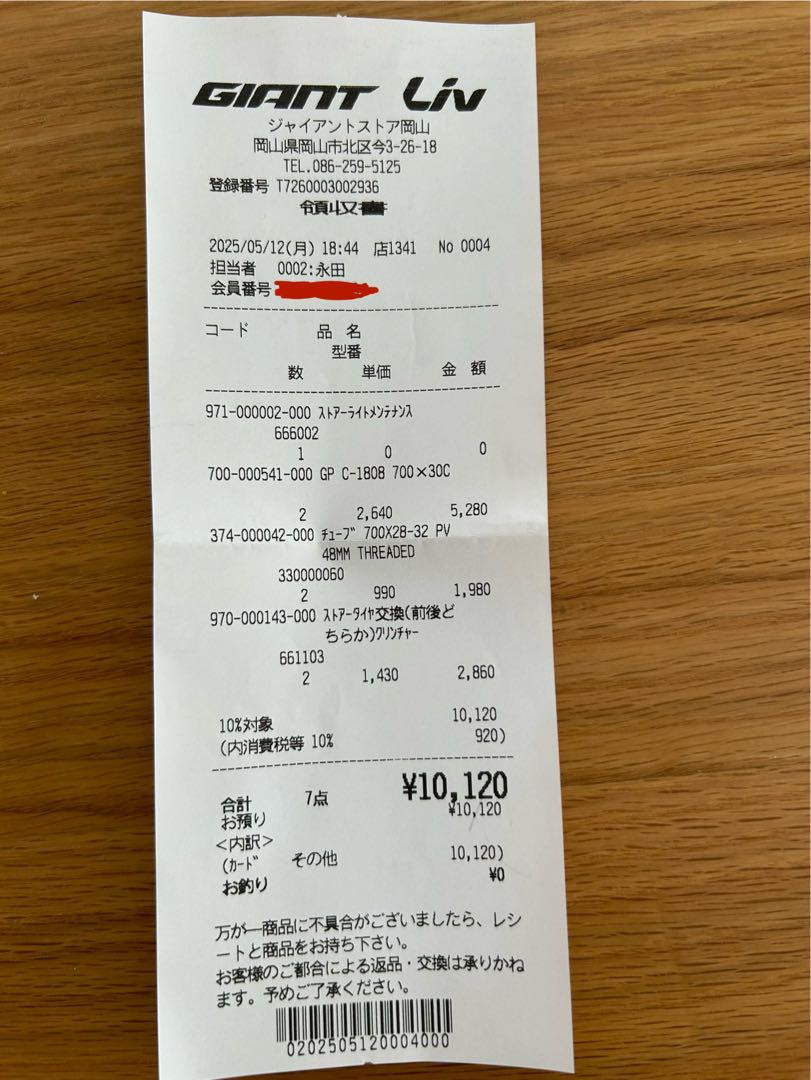 GIANT Liv
ジャイアントストア岡山
岡山県岡山市北区今3-26-18
TEL.086-259-5125
登録番号 T7260003002936
領収書
2025/05/12(月) 18:44 店1341 No 0004
担当者 0002:永田
会員番号
コード 品 名
型番
数 単価 金 額
971-000002-000 ｽﾄｱｰﾗｲﾄﾒﾝﾃﾅﾝｽ
666002
1 0 0
700-000541-000 GP C-1808 700×30C
2 2,640 5,280
374-000042-000 ﾁｭｰﾌﾞ 700X28-32 PV
48MM THREADED
330000060
2 990 1,980
970-000143-000 ｽﾄｱｰﾀｲﾔ交換(前後ど
ちらか)ｸﾘﾝﾁｬｰ
661103
2 1,430 2,860
10%対象 10,120
(内消費税等 10% 920)
合計 7点 ¥10,120
お預り ¥10,120
<内訳>
(ｶｰﾄﾞ その他 10,120)
お釣り ¥0
万が一商品に不具合がございましたら、レシ
ートと商品をお持ち下さい。
お客様のご都合による返品・交換は承りかね
ます。予めご了承ください。
0202505120004000